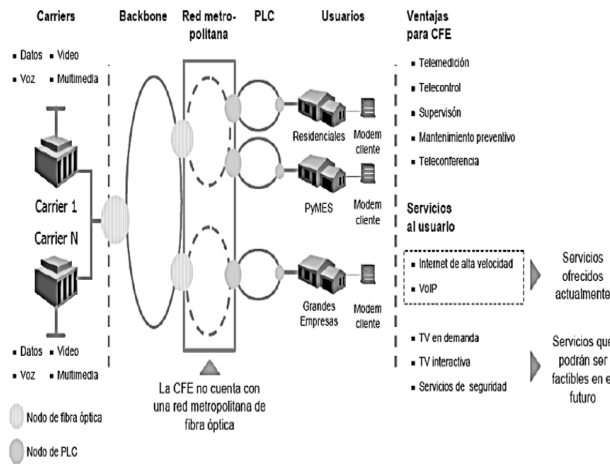 Carriers
Backbone
Red metro-
politana
PLC
Usuarios
Ventajas
para CFE
▪ Datos ▪ Video
▪ Voz ▪ Multimedia
Carrier 1
Carrier N
▪ Datos ▪ Video
▪ Voz ▪ Multimedia
Residenciales
Modem
cliente
PyMES
Modem
cliente
Grandes
Empresas
Modem
cliente
▪ Telemedición
▪ Telecontrol
▪ Supervisón
▪ Mantenimiento preventivo
▪ Teleconferencia
Servicios
al usuario
▪ Internet de alta velocidad
▪ VoIP
Servicios
ofrecidos
actualmente
▪ TV en demanda
▪ TV interactiva
▪ Servicios de seguridad
Servicios que
podrán ser
factibles en e
futuro
La CFE no cuenta con
una red metropolitana de
fibra óptica
Nodo de fibra óptica
Nodo de PLC